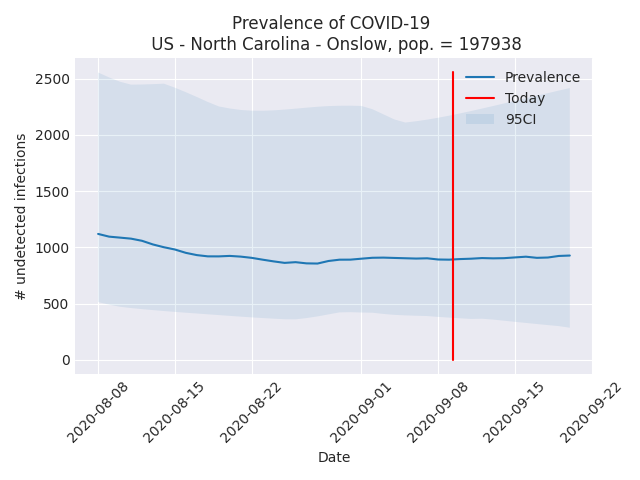 Prevalence of COVID-19
US - North Carolina - Onslow, pop. = 197938
Prevalence
Today
95CI
# undetected infections
2500
2000
1500
1000
500
0
2020-08-08
2020-08-15
2020-08-22
2020-09-01
2020-09-08
2020-09-15
2020-09-22
Date